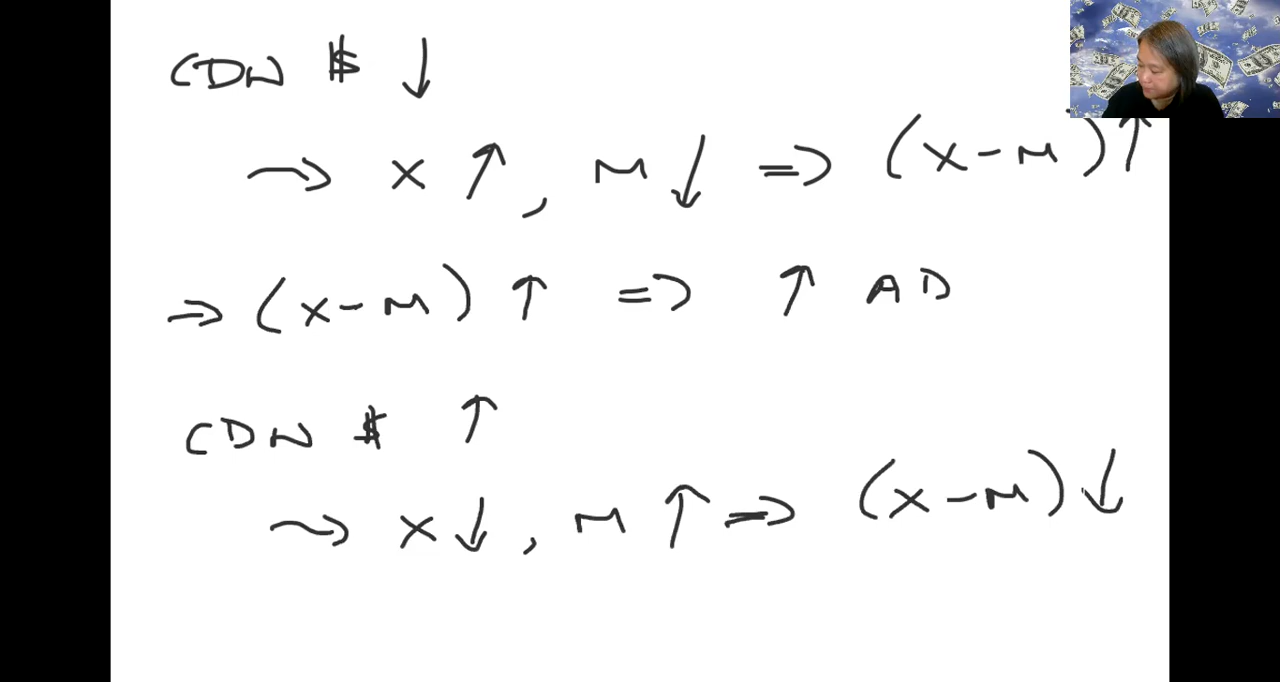 CDN $ ↓
→ X ↑, M ↓ ⇒ (X-M) ↑
⇒ (X-M) ↑ ⇒ ↑ AD
CDN $ ↑
→ X ↓, M ↑ ⇒ (X-M) ↓